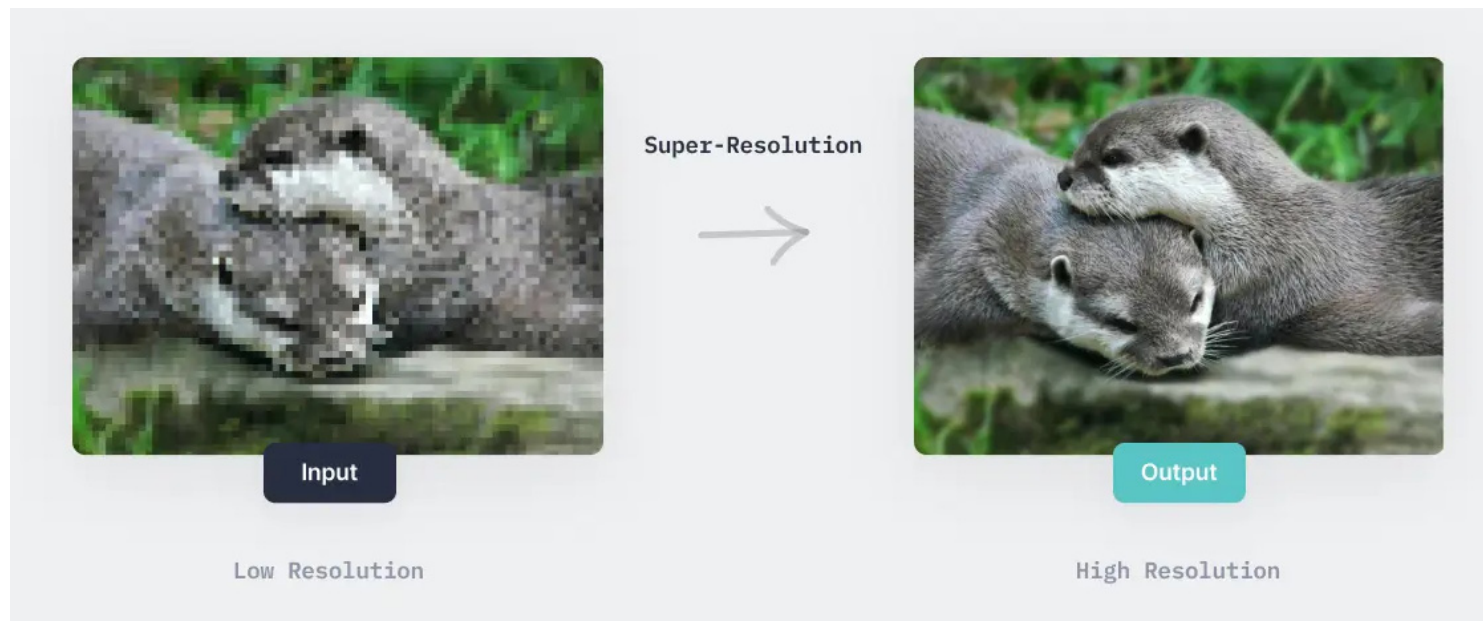 Super-Resolution
Input
Output
Low Resolution
High Resolution